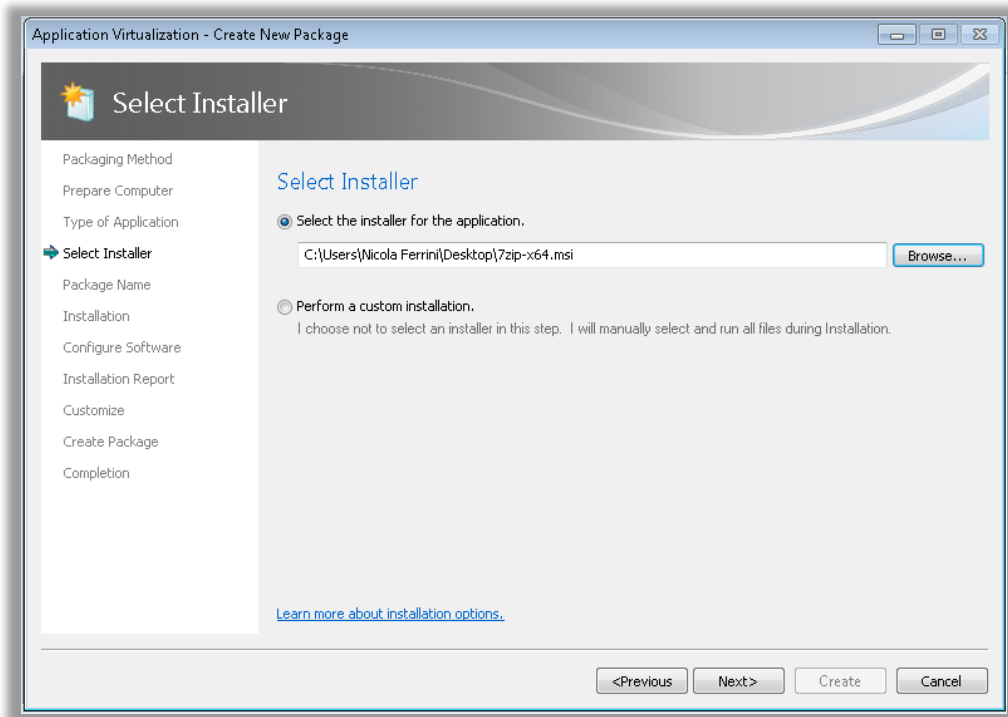 Application Virtualization - Create New Package
Select Installer
Packaging Method
Prepare Computer
Type of Application
Select Installer
Package Name
Installation
Configure Software
Installation Report
Customize
Create Package
Completion
Select Installer
Select the installer for the application.
C:\Users\Nicola Ferrini\Desktop\7zip-x64.msi
Browse...
Perform a custom installation.
I choose not to select an installer in this step. I will manually select and run all files during Installation.
Learn more about installation options.
<Previous
Next>
Create
Cancel